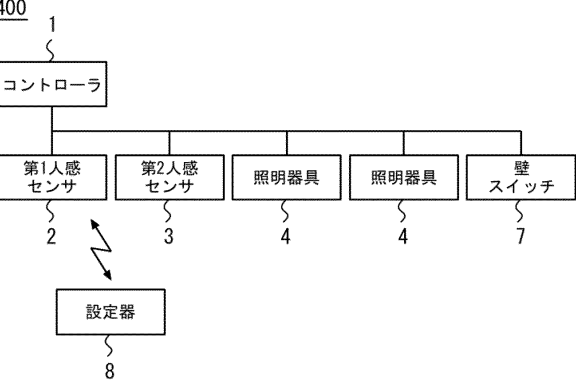 400
1
コントローラ
第1人感
センサ
第2人感
センサ
照明器具
照明器具
壁
スイッチ
2
3
4
4
7
設定器
8